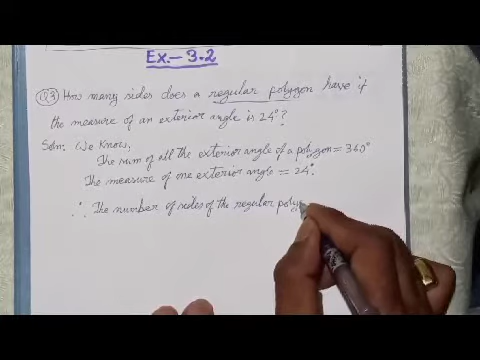 Ex.- 3.2
Q3 How many sides does a regular polygon have if
the measure of an exterior angle is 24°?
Soln: We know,
The sum of all the exterior angle of a polygon = 360°
The measure of one exterior angle = 24°.
∴ The number of sides of the regular poly